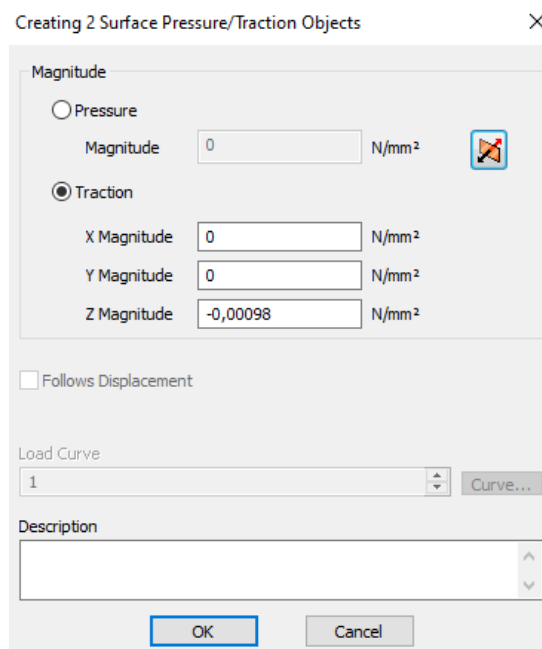 Creating 2 Surface Pressure/Traction Objects
Magnitude
Pressure
Magnitude 0 N/mm²
Traction
X Magnitude 0 N/mm²
Y Magnitude 0 N/mm²
Z Magnitude -0,00098 N/mm²
Follows Displacement
Load Curve
1 Curve...
Description
OK Cancel